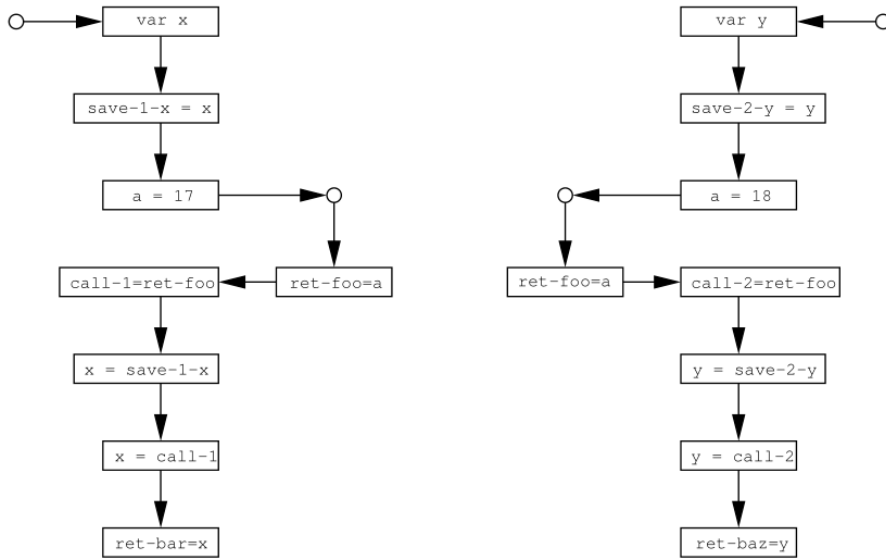 var x
save-1-x = x
a = 17
ret-foo=a
call-1=ret-foo
x = save-1-x
x = call-1
ret-bar=x
var y
save-2-y = y
a = 18
ret-foo=a
call-2=ret-foo
y = save-2-y
y = call-2
ret-baz=y